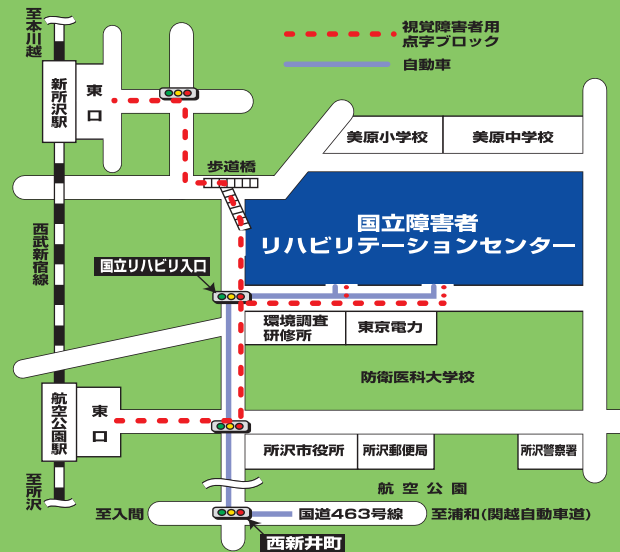 至本川越
視覚障害者用
点字ブロック
自動車
新所沢駅
東口
美原小学校
美原中学校
歩道橋
国立障害者
リハビリテーションセンター
西武新宿線
国立リハビリ入口
環境調査
研修所
東京電力
防衛医科大学校
航空公園駅
東口
所沢市役所
所沢郵便局
所沢警察署
至所沢
航空公園
至入間
国道463号線
至浦和(関越自動車道)
西新井町